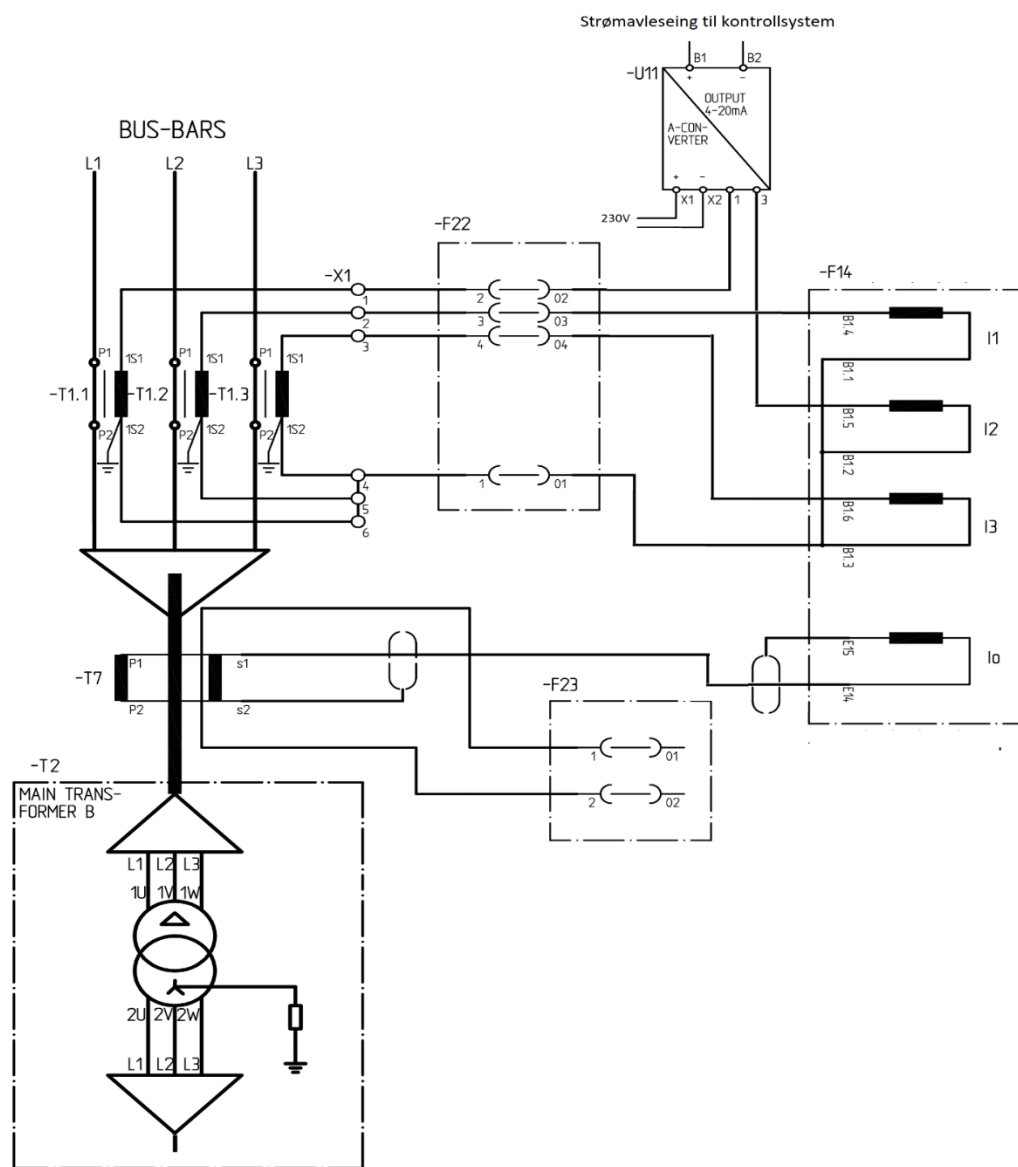 Strømavleseing til kontrollsystem
B1 B2
+ -
-U11
OUTPUT
4-20mA
A-CON-
VERTER
+ -
X1 X2 1 3
230V
BUS-BARS
L1 L2 L3
-F22
-X1
1
2
3
2 02
3 03
4 04
P1 1S1 P1 1S1 P1 1S1
-T1.1 -T1.2 -T1.3
P2 1S2 P2 1S2 P2 1S2
4
5
6
1 01
-F14
B1.4
I1
B1.1
B1.5
I2
B1.2
B1.6
I3
B1.3
E15
Io
E14
-T7
P1 s1
P2 s2
-F23
1 01
2 02
-T2
MAIN TRANS-
FORMER B
L1 L2 L3
1U 1V 1W
2U 2V 2W
L1 L2 L3